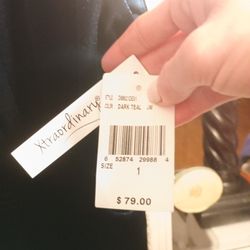 Xtraordinary
CLR: DARK TEAL
6 52874 29988 4
SIZE 1
$ 79.00